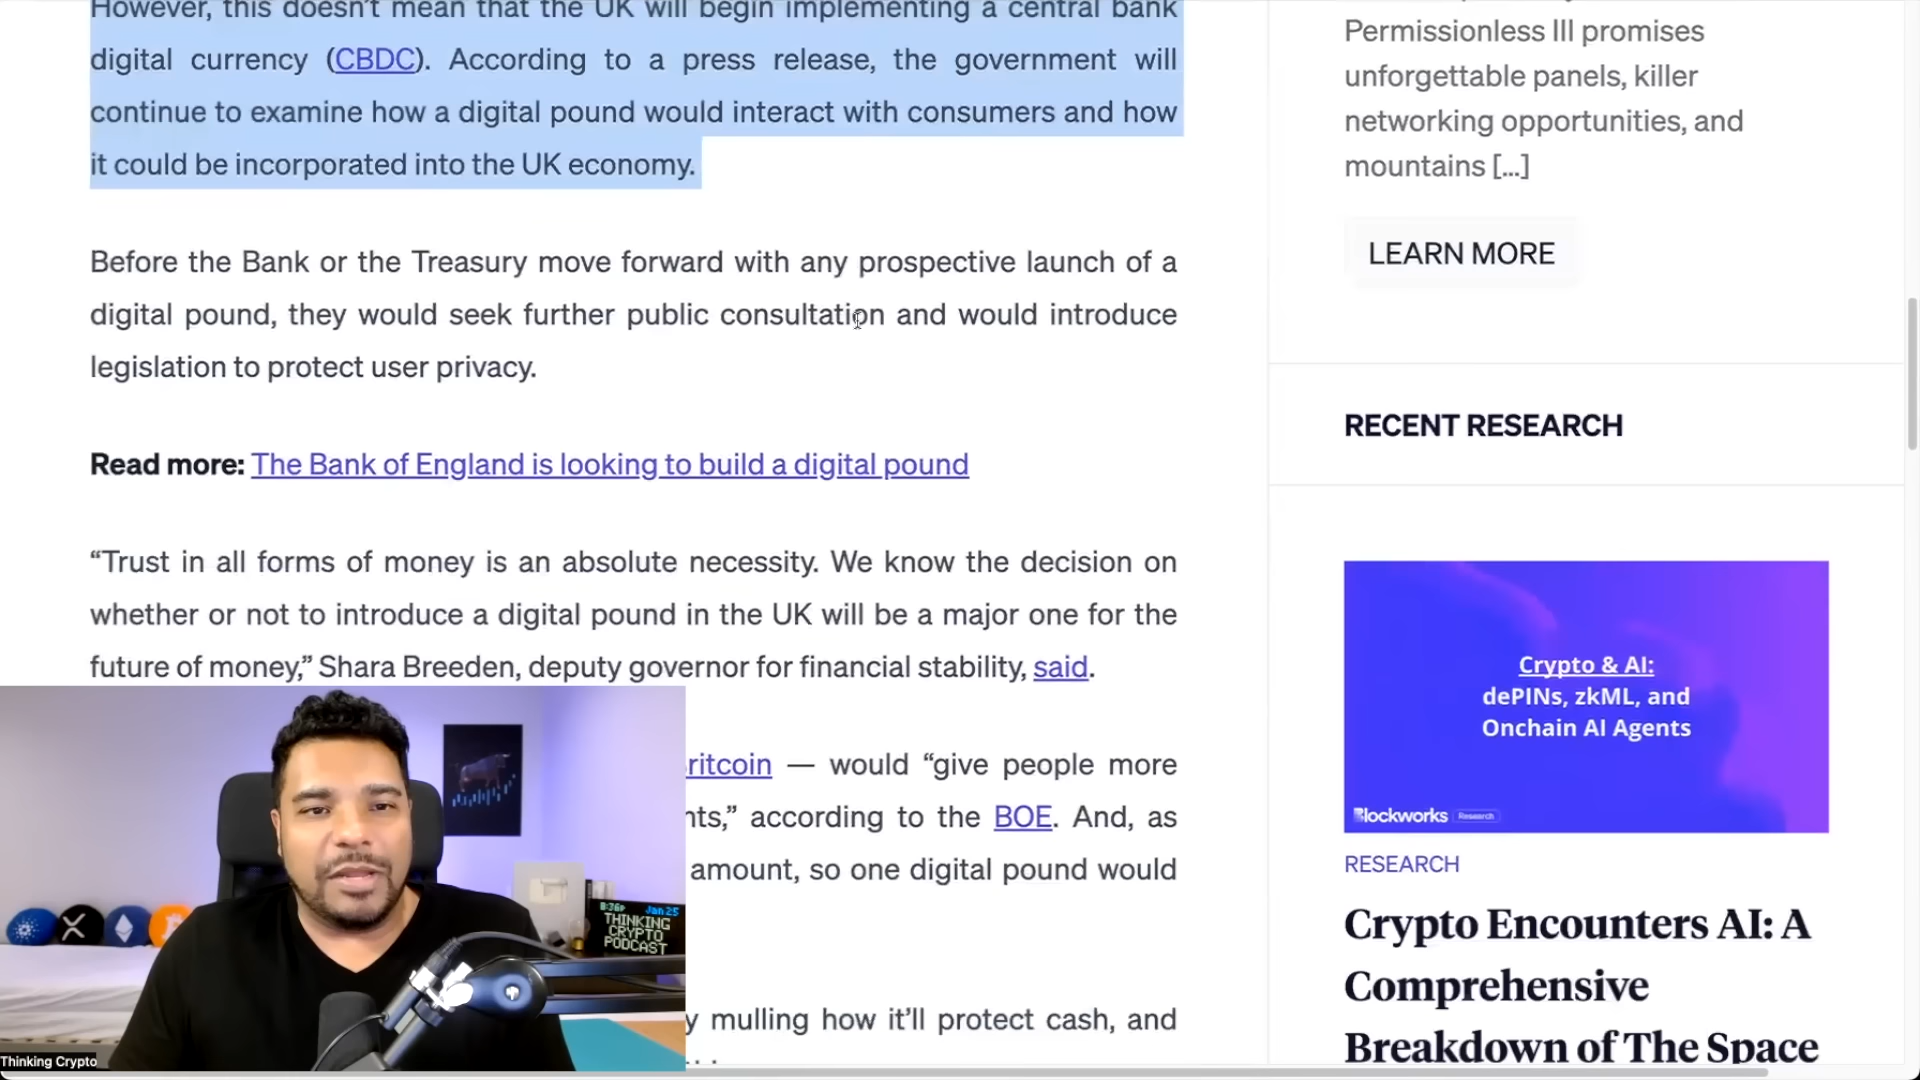 However, this doesn't mean that the UK will begin implementing a central bank
digital currency (CBDC). According to a press release, the government will
continue to examine how a digital pound would interact with consumers and how
it could be incorporated into the UK economy.
Before the Bank or the Treasury move forward with any prospective launch of a
digital pound, they would seek further public consultation and would introduce
legislation to protect user privacy.
Read more: The Bank of England is looking to build a digital pound
“Trust in all forms of money is an absolute necessity. We know the decision on
whether or not to introduce a digital pound in the UK will be a major one for the
future of money,” Shara Breeden, deputy governor for financial stability, said.
ritcoin — would “give people more
nts,” according to the BOE. And, as
amount, so one digital pound would
y mulling how it’ll protect cash, and
8:36P Jan 25
THINKING
CRYPTO
PODCAST
Thinking Crypto
Permissionless III promises
unforgettable panels, killer
networking opportunities, and
mountains [...]
LEARN MORE
RECENT RESEARCH
Crypto & AI:
dePINs, zkML, and
Onchain AI Agents
Blockworks Research
RESEARCH
Crypto Encounters AI: A
Comprehensive
Breakdown of The Space